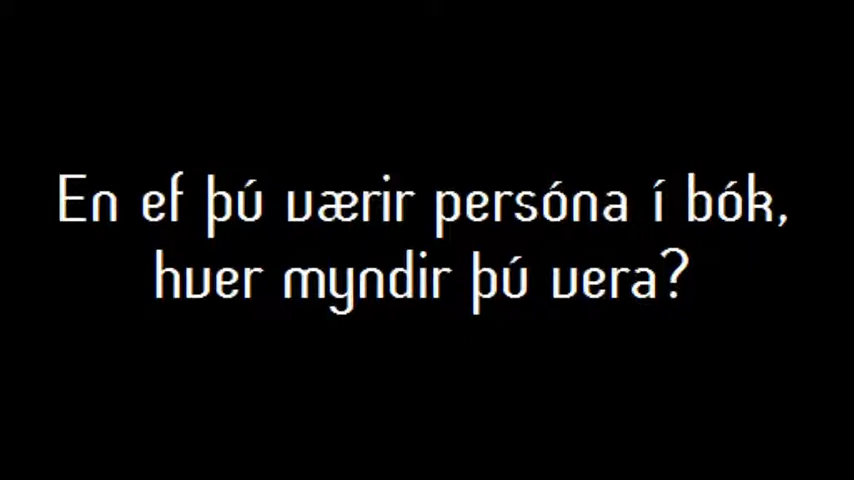 En ef þú værir persóna í bók,
hver myndir þú vera?